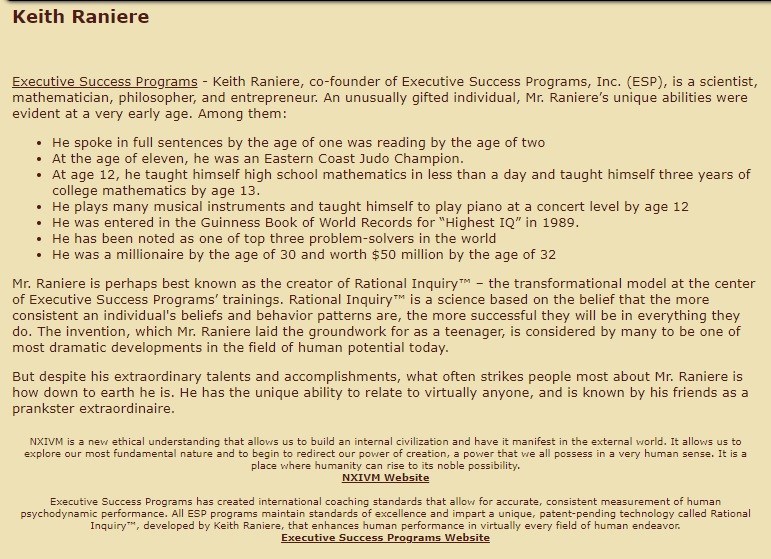 Keith Raniere
Executive Success Programs - Keith Raniere, co-founder of Executive Success Programs, Inc. (ESP), is a scientist,
mathematician, philosopher, and entrepreneur. An unusually gifted individual, Mr. Raniere’s unique abilities were
evident at a very early age. Among them:
• He spoke in full sentences by the age of one was reading by the age of two
• At the age of eleven, he was an Eastern Coast Judo Champion.
• At age 12, he taught himself high school mathematics in less than a day and taught himself three years of
college mathematics by age 13.
• He plays many musical instruments and taught himself to play piano at a concert level by age 12
• He was entered in the Guinness Book of World Records for “Highest IQ” in 1989.
• He has been noted as one of top three problem-solvers in the world
• He was a millionaire by the age of 30 and worth $50 million by the age of 32
Mr. Raniere is perhaps best known as the creator of Rational Inquiry™ – the transformational model at the center
of Executive Success Programs’ trainings. Rational Inquiry™ is a science based on the belief that the more
consistent an individual's beliefs and behavior patterns are, the more successful they will be in everything they
do. The invention, which Mr. Raniere laid the groundwork for as a teenager, is considered by many to be one of
most dramatic developments in the field of human potential today.
But despite his extraordinary talents and accomplishments, what often strikes people most about Mr. Raniere is
how down to earth he is. He has the unique ability to relate to virtually anyone, and is known by his friends as a
prankster extraordinaire.
NXIVM is a new ethical understanding that allows us to build an internal civilization and have it manifest in the external world. It allows us to
explore our most fundamental nature and to begin to redirect our power of creation, a power that we all possess in a very human sense. It is a
place where humanity can rise to its noble possibility.
NXIVM Website
Executive Success Programs has created international coaching standards that allow for accurate, consistent measurement of human
psychodynamic performance. All ESP programs maintain standards of excellence and impart a unique, patent-pending technology called Rational
Inquiry™, developed by Keith Raniere, that enhances human performance in virtually every field of human endeavor.
Executive Success Programs Website